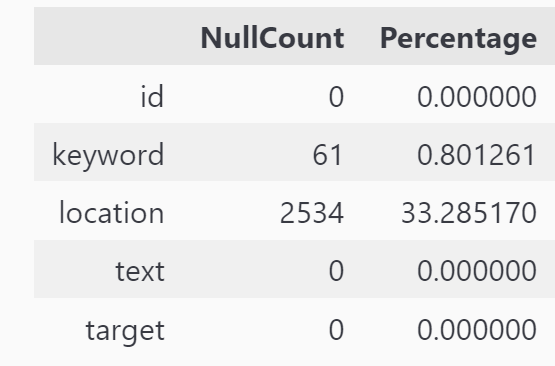 NullCount Percentage
id 0 0.000000
keyword 61 0.801261
location 2534 33.285170
text 0 0.000000
target 0 0.000000